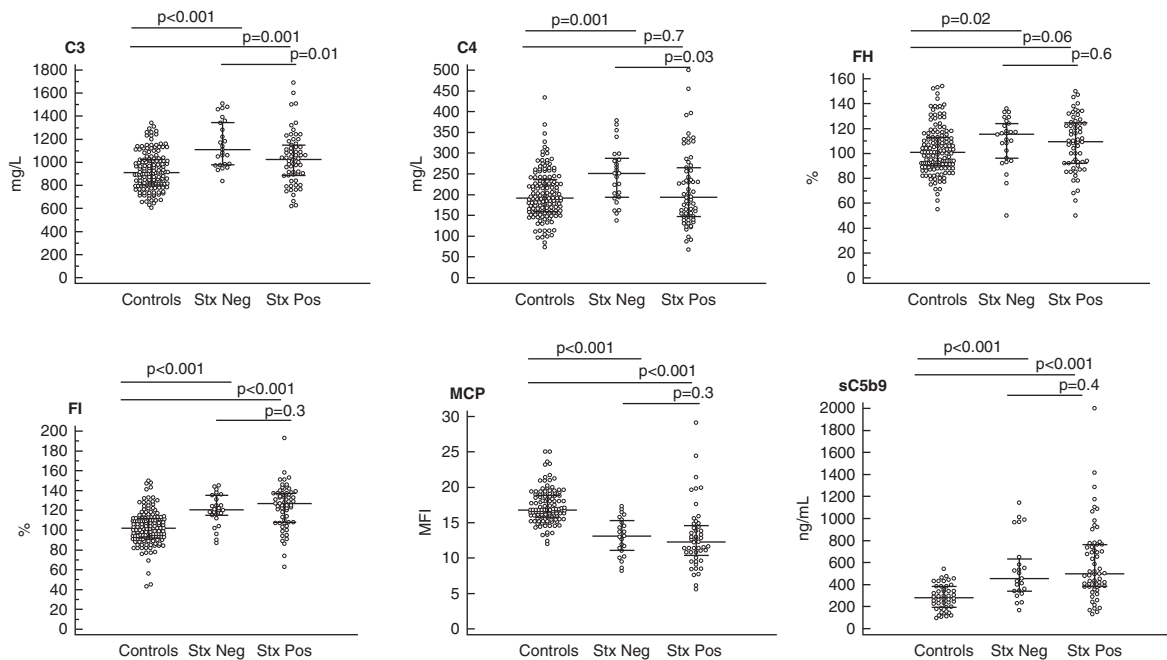 p<0.001
p=0.001
C3
p=0.01
1800
1600
1400
1200
1000
800
600
400
200
0
mg/L
Controls Stx Neg Stx Pos
p=0.001
p=0.7
C4
p=0.03
500
450
400
350
300
250
200
150
100
50
0
mg/L
Controls Stx Neg Stx Pos
p=0.02
p=0.06
FH
p=0.6
160
140
120
100
80
60
40
20
0
%
Controls Stx Neg Stx Pos
p<0.001
p<0.001
FI
p=0.3
200
180
160
140
120
100
80
60
40
20
0
%
Controls Stx Neg Stx Pos
p<0.001
p<0.001
MCP
p=0.3
30
25
20
15
10
5
0
MFI
Controls Stx Neg Stx Pos
p<0.001
p<0.001
sC5b9
p=0.4
2000
1800
1600
1400
1200
1000
800
600
400
200
0
ng/mL
Controls Stx Neg Stx Pos